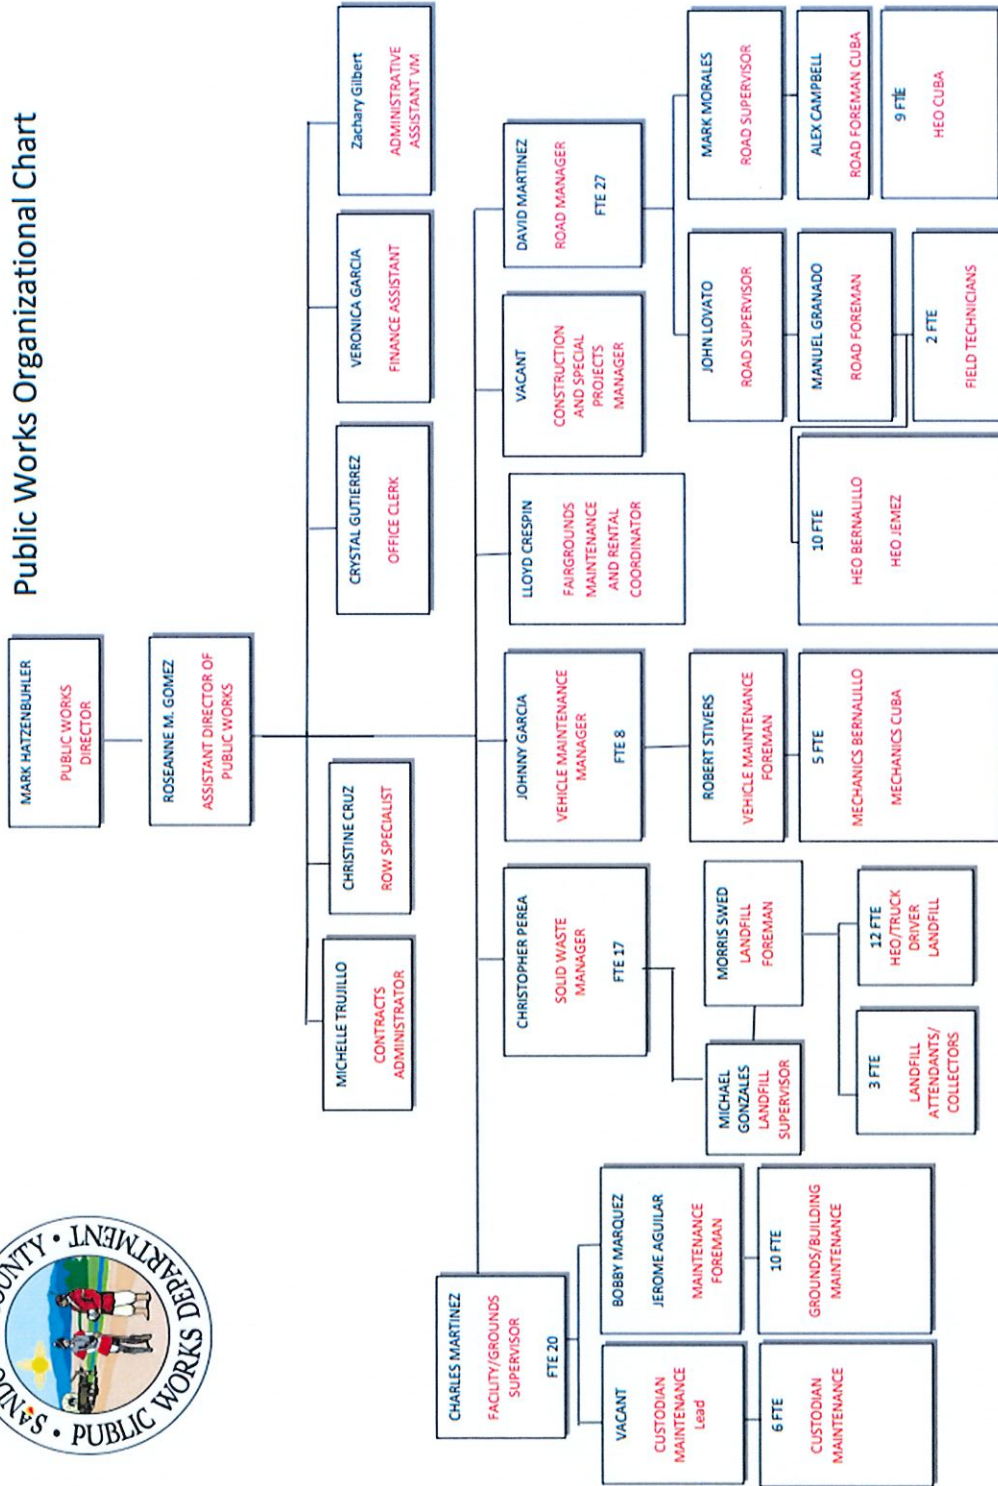 Public Works Organizational Chart
COUNTY • PUBLIC WORKS DEPARTMENT •
MARK HATZENBUHLER
PUBLIC WORKS
DIRECTOR
ROSEANNE M. GOMEZ
ASSISTANT DIRECTOR OF
PUBLIC WORKS
MICHELLE TRUJILLO
CONTRACTS
ADMINISTRATOR
CHRISTINE CRUZ
ROW SPECIALIST
CRYSTAL GUTIERREZ
OFFICE CLERK
VERONICA GARCIA
FINANCE ASSISTANT
Zachary Gilbert
ADMINISTRATIVE
ASSISTANT VM
CHARLES MARTINEZ
FACILITY/GROUNDS
SUPERVISOR
FTE 20
CHRISTOPHER PEREA
SOLID WASTE
MANAGER
FTE 17
JOHNNY GARCIA
VEHICLE MAINTENANCE
MANAGER
FTE 8
LLOYD CRESPIN
FAIRGROUNDS
MAINTENANCE
AND RENTAL
COORDINATOR
VACANT
CONSTRUCTION
AND SPECIAL
PROJECTS
MANAGER
DAVID MARTINEZ
ROAD MANAGER
FTE 27
VACANT
CUSTODIAN
MAINTENANCE
Lead
BOBBY MARQUEZ
JEROME AGUILAR
MAINTENANCE
FOREMAN
MICHAEL
GONZALES
LANDFILL
SUPERVISOR
MORRIS SWED
LANDFILL
FOREMAN
ROBERT STIVERS
VEHICLE MAINTENANCE
FOREMAN
JOHN LOVATO
ROAD SUPERVISOR
MARK MORALES
ROAD SUPERVISOR
6 FTE
CUSTODIAN
MAINTENANCE
10 FTE
GROUNDS/BUILDING
MAINTENANCE
3 FTE
LANDFILL
ATTENDANTS/
COLLECTORS
12 FTE
HEO/TRUCK
DRIVER
LANDFILL
5 FTE
MECHANICS BERNALILLO
MECHANICS CUBA
10 FTE
HEO BERNALILLO
HEO JEMEZ
MANUEL GRANADO
ROAD FOREMAN
2 FTE
FIELD TECHNICIANS
ALEX CAMPBELL
ROAD FOREMAN CUBA
9 FTE
HEO CUBA